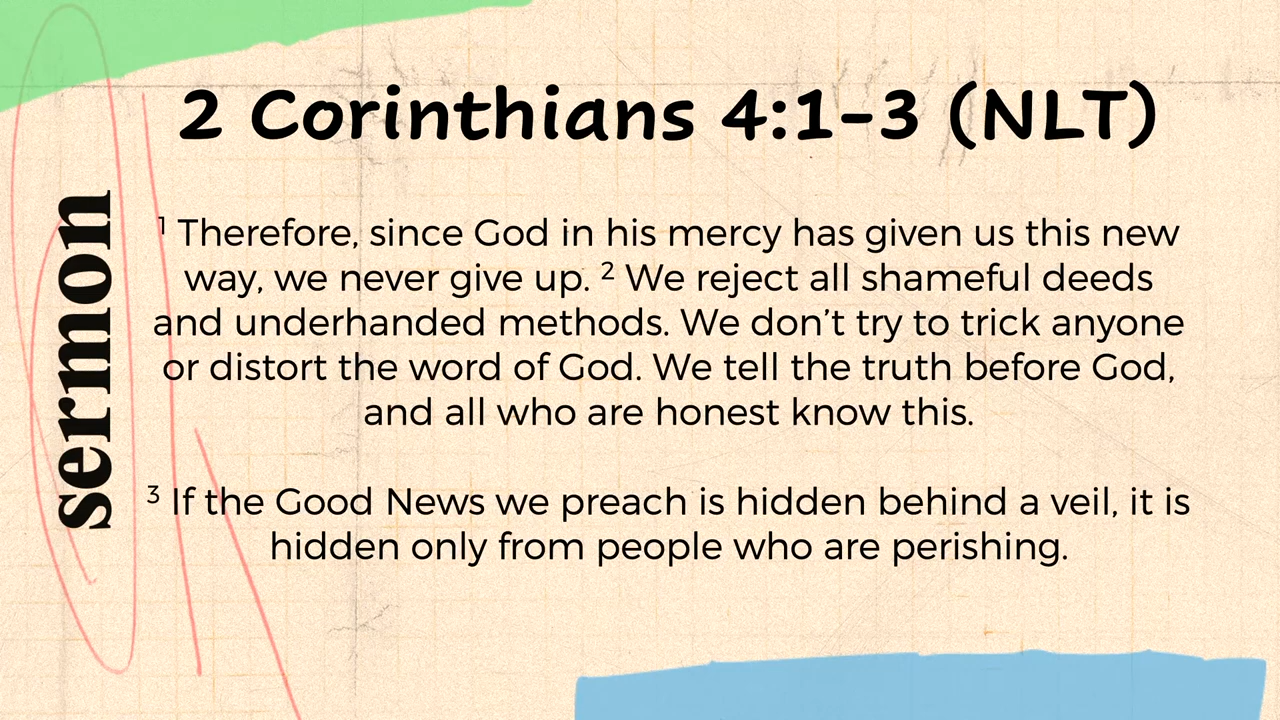 2 Corinthians 4:1-3 (NLT)
sermon
1 Therefore, since God in his mercy has given us this new
way, we never give up. 2 We reject all shameful deeds
and underhanded methods. We don’t try to trick anyone
or distort the word of God. We tell the truth before God,
and all who are honest know this.
3 If the Good News we preach is hidden behind a veil, it is
hidden only from people who are perishing.